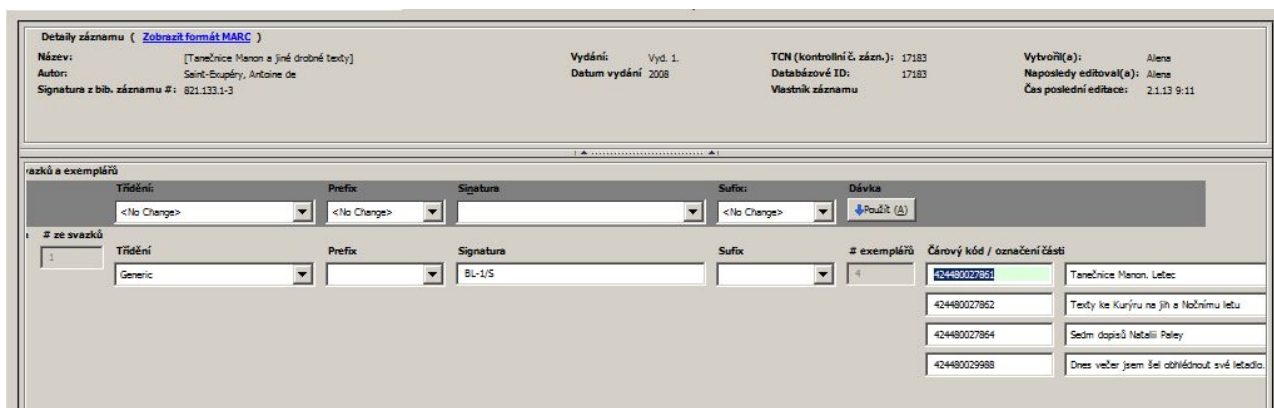 Detaily záznamu ( Zobrazit formát MARC )
Název: [Tanečnice Manon a jiné drobné texty] Vydání: Vyd. 1. TCN (kontrolní č. zázn.): 17183 Vytvořil(a): Alena
Autor: Saint-Exupéry, Antoine de Datum vydání 2008 Databázové ID: 17183 Naposledy editoval(a): Alena
Signatura z bib. záznamu #: 821.133.1-3 Vlastník záznamu Čas poslední editace: 2.1.13 9:11
azků a exemplářů
Třídění: Prefix Signatura Sufix: Dávka
<No Change> <No Change> <No Change> Použít (A)
# ze svazků
Třídění Prefix Signatura Sufix # exemplářů Čárový kód / označení části
1 Generic BL-1/S 4 424480027861 Tanečnice Manon. Letec
424480027862 Texty ke Kurýru na jih a Nočnímu letu
424480027864 Sedm dopisů Natalii Paley
424480029988 Dnes večer jsem šel obhlédnout své letadlo.